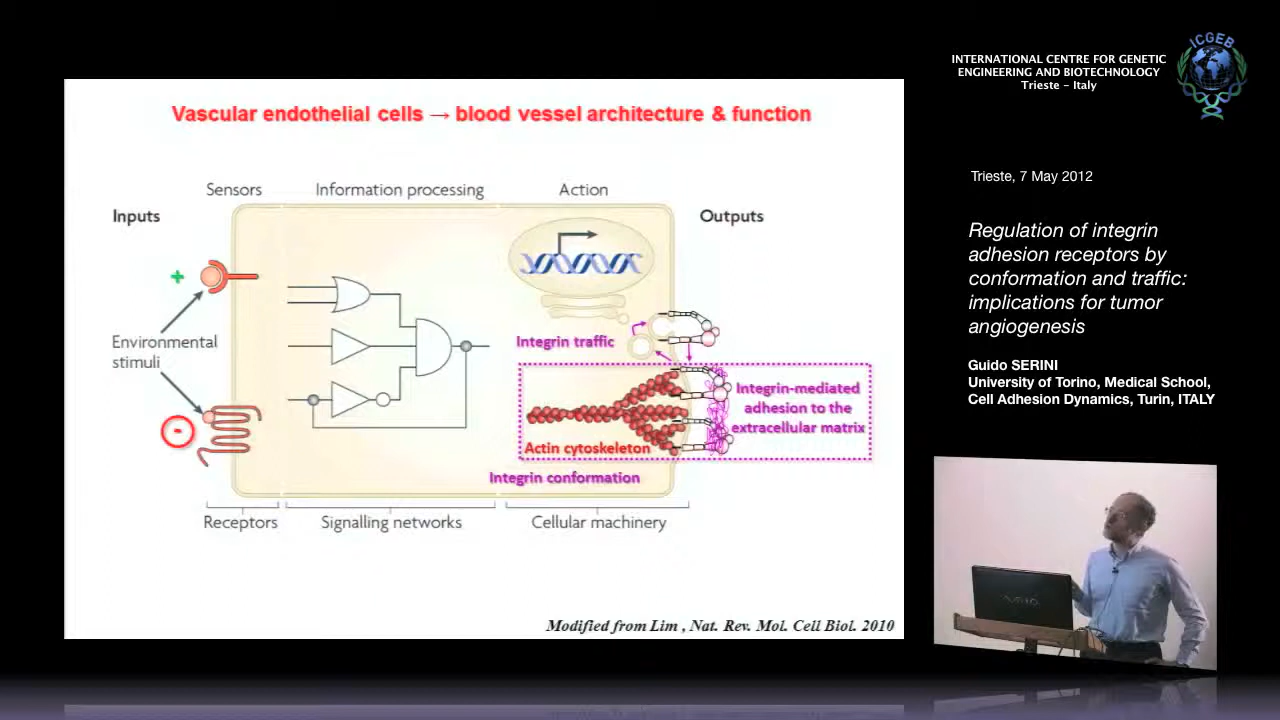 Vascular endothelial cells → blood vessel architecture & function
Sensors
Information processing
Action
Inputs
Outputs
+
Environmental
stimuli
-
Integrin traffic
Integrin-mediated
adhesion to the
extracellular matrix
Actin cytoskeleton
Integrin conformation
Receptors
Signalling networks
Cellular machinery
Modified from Lim , Nat. Rev. Mol. Cell Biol. 2010
INTERNATIONAL CENTRE FOR GENETIC
ENGINEERING AND BIOTECHNOLOGY
Trieste - Italy
ICGEB
Trieste, 7 May 2012
Regulation of integrin
adhesion receptors by
conformation and traffic:
implications for tumor
angiogenesis
Guido SERINI
University of Torino, Medical School,
Cell Adhesion Dynamics, Turin, ITALY
VAIO